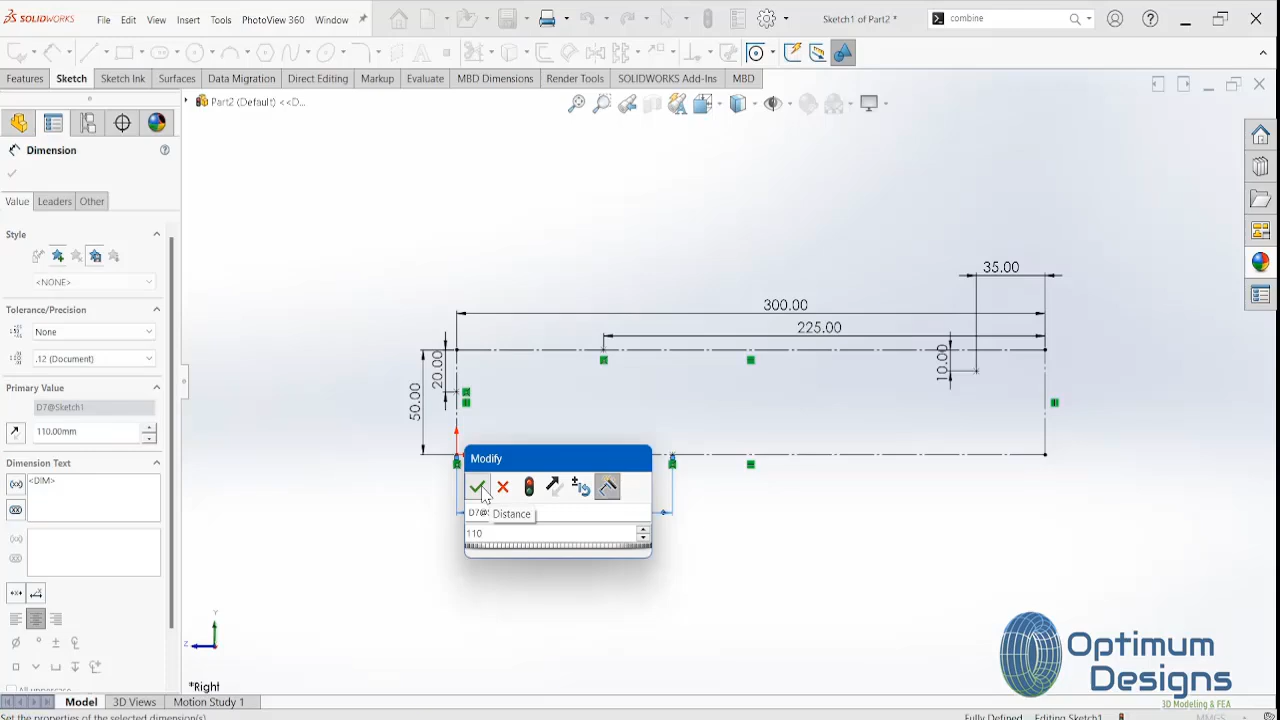 SOLIDWORKS File Edit View Insert Tools PhotoView 360 Window Sketch1 of Part2 * combine
Features Sketch Sketch Ink Surfaces Data Migration Direct Editing Markup Evaluate MBD Dimensions Render Tools SOLIDWORKS Add-Ins MBD
Part2 (Default) <<D...
Dimension
Value Leaders Other
Style
<NONE>
Tolerance/Precision
None
.12 (Document)
Primary Value
D7@Sketch1
110.00mm
Dimension Text
<DIM>
35.00
300.00
225.00
20.00
10.00
50.00
Modify
D7@
Distance
110
Y
Z
*Right
Optimum
Designs
3D Modeling & FEA
Model 3D Views Motion Study 1
Set the properties of the selected dimension(s). Fully Defined Editing Sketch1 MMGS